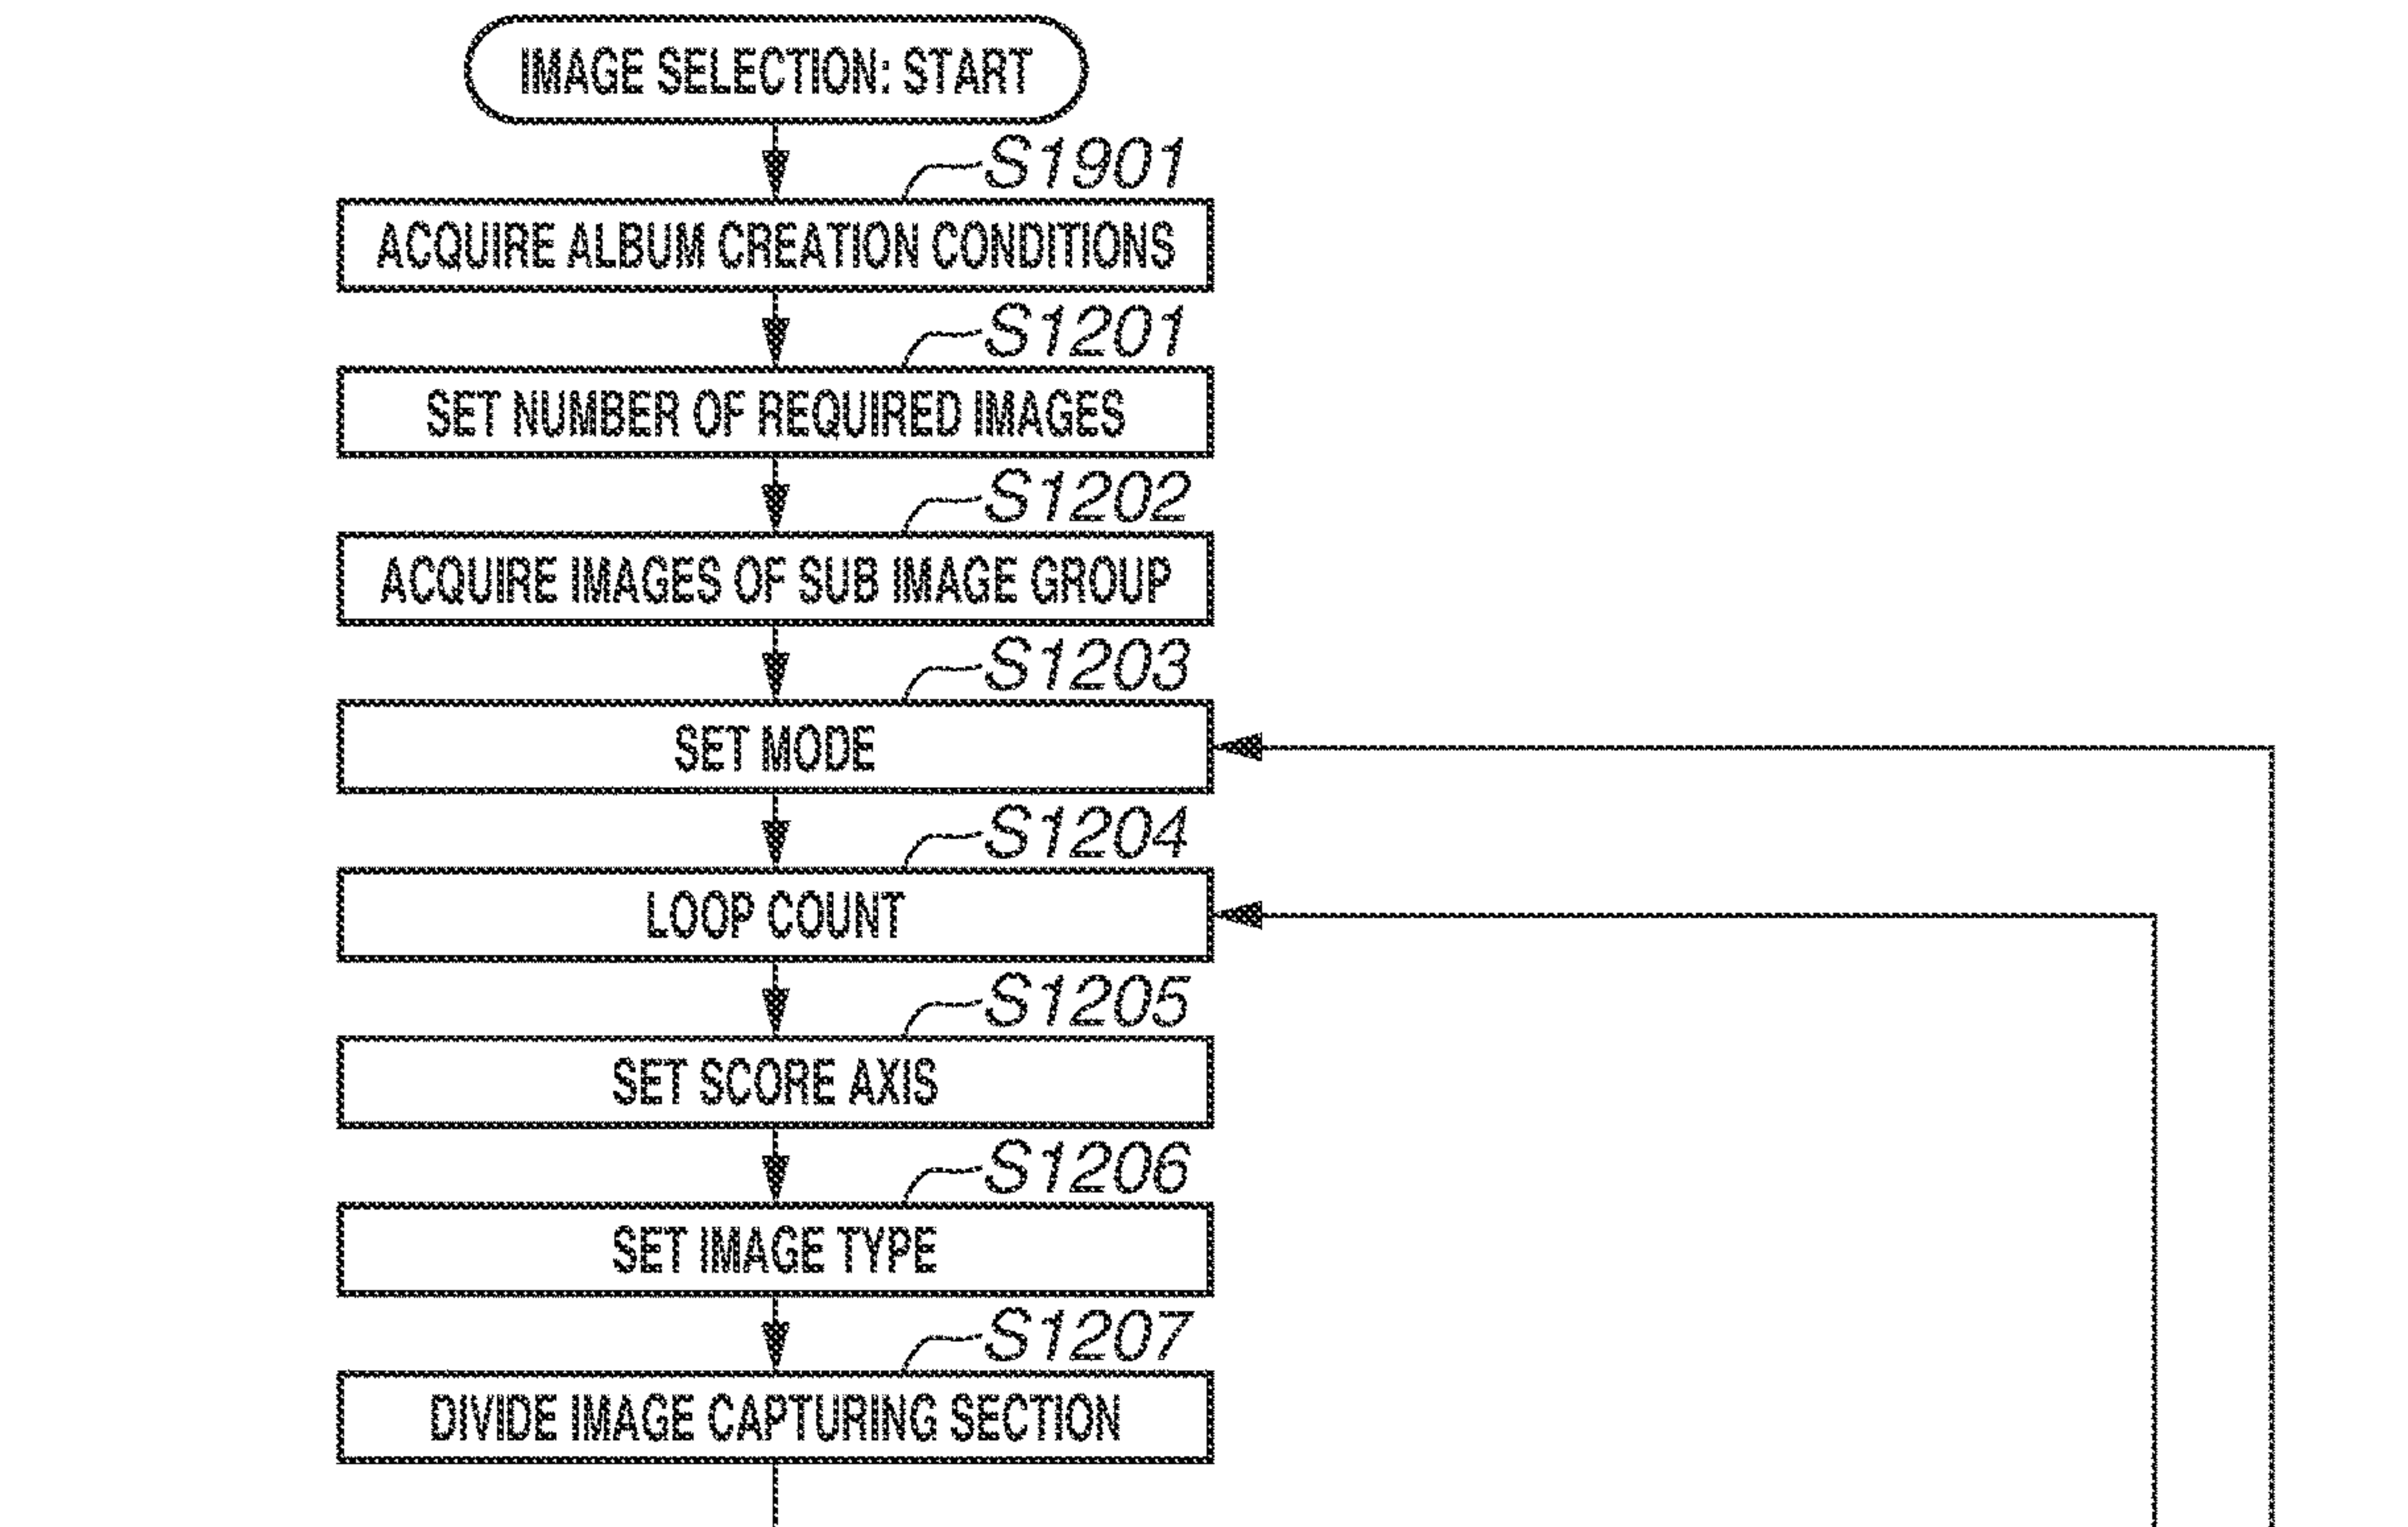 IMAGE SELECTION: START
S1901
ACQUIRE ALBUM CREATION CONDITIONS
S1201
SET NUMBER OF REQUIRED IMAGES
S1202
ACQUIRE IMAGES OF SUB IMAGE GROUP
S1203
SET MODE
S1204
LOOP COUNT
S1205
SET SCORE AXIS
S1206
SET IMAGE TYPE
S1207
DIVIDE IMAGE CAPTURING SECTION